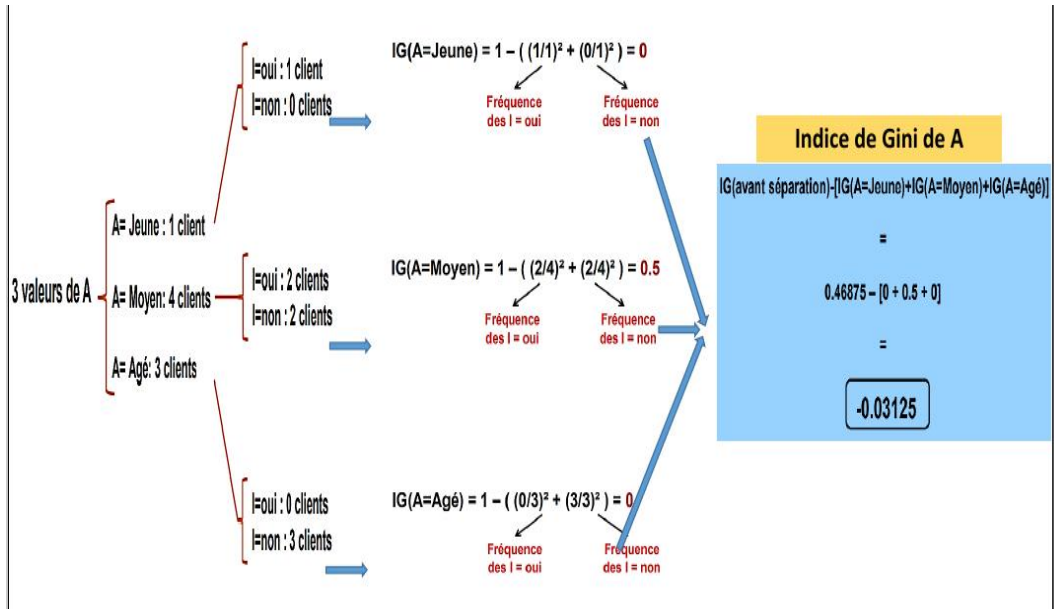 3 valeurs de A
A= Jeune : 1 client
A= Moyen: 4 clients
A= Agé: 3 clients
I=oui : 1 client
I=non : 0 clients
IG(A=Jeune) = 1 – ( (1/1)² + (0/1)² ) = 0
Fréquence
des I = oui
Fréquence
des I = non
I=oui : 2 clients
I=non : 2 clients
IG(A=Moyen) = 1 – ( (2/4)² + (2/4)² ) = 0.5
Fréquence
des I = oui
Fréquence
des I = non
I=oui : 0 clients
I=non : 3 clients
IG(A=Agé) = 1 – ( (0/3)² + (3/3)² ) = 0
Fréquence
des I = oui
Fréquence
des I = non
Indice de Gini de A
IG(avant séparation)-[IG(A=Jeune)+IG(A=Moyen)+IG(A=Agé)]
=
0.46875 – [0 + 0.5 + 0]
=
-0.03125